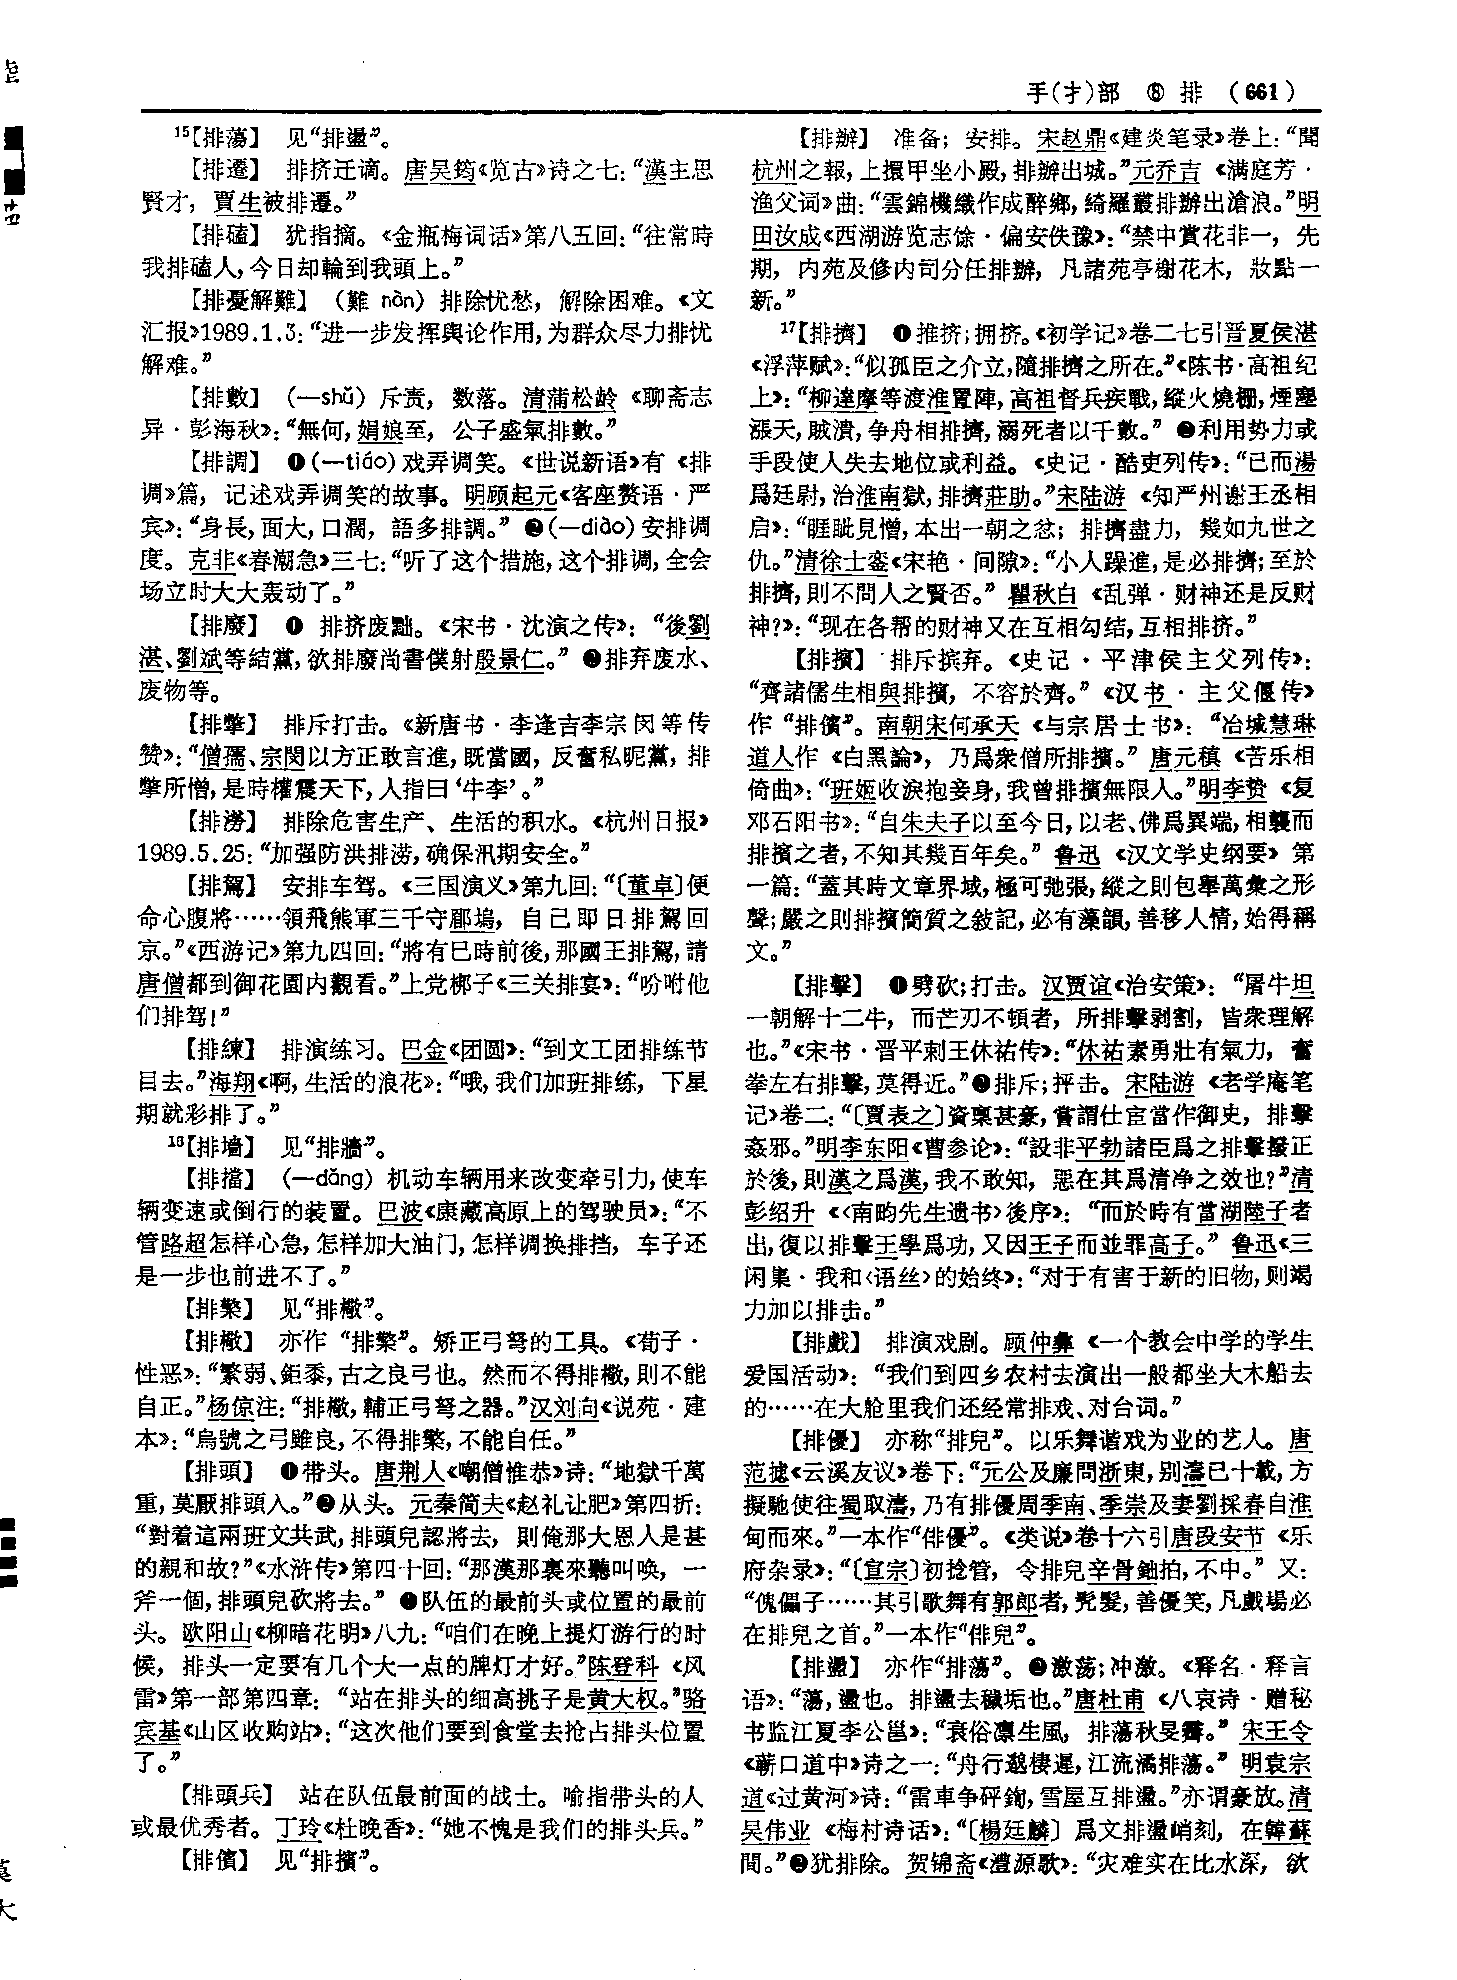 手(扌)部 ⑧ 排 (661)
15【排蕩】 见“排盪”。
【排遷】 排挤迁谪。唐吴筠《览古》诗之七:“漢主思
賢才,賈生被排遷。”
【排磕】 犹指摘。《金瓶梅词话》第八五回:“往常時
我排磕人,今日却輪到我頭上。”
【排憂解難】 (難 nàn) 排除忧愁,解除困难。《文
汇报》1989.1.3:“进一步发挥舆论作用,为群众尽力排忧
解难。”
【排數】 (—shǔ) 斥责,数落。清蒲松龄《聊斋志
异·彭海秋》:“無何,娟娘至,公子盛氣排數。”
【排調】 ❶(—tiáo)戏弄调笑。《世说新语》有《排
调》篇,记述戏弄调笑的故事。明顾起元《客座赘语·严
宾》:“身長,面大,口濶,語多排調。” ❷(—diào)安排调
度。克非《春潮急》三七:“听了这个措施,这个排调,全会
场立时大大轰动了。”
【排廢】 ❶ 排挤废黜。《宋书·沈演之传》:“後劉
湛、劉斌等結黨,欲排廢尚書僕射殷景仁。” ❷排弃废水、
废物等。
【排擊】 排斥打击。《新唐书·李逢吉李宗闵等传
赞》:“僧孺、宗閔以方正敢言進,既當國,反奮私昵黨,排
擊所憎,是時權震天下,人指曰‘牛李’。”
【排澇】 排除危害生产、生活的积水。《杭州日报》
1989.5.25:“加强防洪排涝,确保汛期安全。”
【排駕】 安排车驾。《三国演义》第九回:“〔董卓〕便
命心腹將……領飛熊軍三千守郿塢,自己即日排駕回
京。”《西游记》第九四回:“將有巳時前後,那國王排駕,請
唐僧都到御花園内觀看。”上党梆子《三关排宴》:“吩咐他
们排驾!”
【排練】 排演练习。巴金《团圆》:“到文工团排练节
目去。”海翔《啊,生活的浪花》:“哦,我们加班排练,下星
期就彩排了。”
16【排墻】 见“排牆”。
【排擋】 (—dǎng) 机动车辆用来改变牵引力,使车
辆变速或倒行的装置。巴波《康藏高原上的驾驶员》:“不
管路超怎样心急,怎样加大油门,怎样调换排挡,车子还
是一步也前进不了。”
【排檠】 见“排㯳”。
【排㯳】 亦作“排檠”。矫正弓弩的工具。《荀子·
性恶》:“繁弱、鉅黍,古之良弓也。然而不得排㯳,則不能
自正。”杨倞注:“排㯳,輔正弓弩之器。”汉刘向《说苑·建
本》:“烏號之弓雖良,不得排檠,不能自任。”
【排頭】 ❶带头。唐荆人《嘲僧惟恭》诗:“地獄千萬
重,莫厭排頭入。”❷从头。元秦简夫《赵礼让肥》第四折:
“對着這兩班文共武,排頭兒認將去,則俺那大恩人是甚
的親和故?”《水浒传》第四十回:“那漢那裏來聽叫唤,一
斧一個,排頭兒砍將去。” ❸队伍的最前头或位置的最前
头。欧阳山《柳暗花明》八九:“咱们在晚上提灯游行的时
候,排头一定要有几个大一点的牌灯才好。”陈登科《风
雷》第一部第四章:“站在排头的细高挑子是黄大权。”骆
宾基《山区收购站》:“这次他们要到食堂去抢占排头位置
了。”
【排頭兵】 站在队伍最前面的战士。喻指带头的人
或最优秀者。丁玲《杜晚香》:“她不愧是我们的排头兵。”
【排儐】 见“排擯”。
【排辦】 准备;安排。宋赵鼎《建炎笔录》卷上:“聞
杭州之報,上擐甲坐小殿,排辦出城。”元乔吉《满庭芳·
渔父词》曲:“雲錦機織作成醉鄉,綺羅叢排辦出滄浪。”明
田汝成《西湖游览志馀·偏安佚豫》:“禁中賞花非一,先
期,内苑及修内司分任排辦,凡諸苑亭榭花木,妝點一
新。”
17【排擠】 ❶推挤;拥挤。《初学记》卷二七引晋夏侯湛
《浮萍赋》:“似孤臣之介立,隨排擠之所在。”《陈书·高祖纪
上》:“柳達摩等渡淮置陣,高祖督兵疾戰,縱火燒栅,煙塵
漲天,賊潰,争舟相排擠,溺死者以千數。” ❷利用势力或
手段使人失去地位或利益。《史记·酷吏列传》:“已而湯
爲廷尉,治淮南獄,排擠莊助。”宋陆游《知严州谢王丞相
启》:“睚眦見憎,本出一朝之忿;排擠盡力,幾如九世之
仇。”清徐士銮《宋艳·间隙》:“小人躁進,是必排擠;至於
排擠,則不問人之賢否。” 瞿秋白《乱弹·财神还是反财
神?》:“现在各帮的财神又在互相勾结,互相排挤。”
【排擯】 排斥摈弃。《史记·平津侯主父列传》:
“齊諸儒生相與排擯,不容於齊。”《汉书·主父偃传》
作“排儐”。南朝宋何承天《与宗居士书》:“冶城慧琳
道人作《白黑論》,乃爲衆僧所排擯。” 唐元稹《苦乐相
倚曲》:“班姬收淚抱妾身,我曾排擯無限人。”明李贽《复
邓石阳书》:“自朱夫子以至今日,以老、佛爲異端,相襲而
排擯之者,不知其幾百年矣。” 鲁迅《汉文学史纲要》第
一篇:“蓋其時文章界域,極可弛張,縱之則包舉萬彙之形
聲;嚴之則排擯簡質之敍記,必有藻韻,善移人情,始得稱
文。”
【排擊】 ❶劈砍;打击。汉贾谊《治安策》:“屠牛坦
一朝解十二牛,而芒刃不頓者,所排擊剥割,皆衆理解
也。”《宋书·晋平剌王休祐传》:“休祐素勇壯有氣力,奮
拳左右排擊,莫得近。”❷排斥;抨击。宋陆游《老学庵笔
记》卷二:“〔賈表之〕資稟甚豪,嘗謂仕宦當作御史,排擊
姦邪。”明李东阳《曹参论》:“設非平勃諸臣爲之排擊撥正
於後,則漢之爲漢,我不敢知,惡在其爲清净之效也?”清
彭绍升《〈南畇先生遗书〉後序》:“而於時有當湖陸子者
出,復以排擊王學爲功,又因王子而並罪高子。” 鲁迅《三
闲集·我和〈语丝〉的始终》:“对于有害于新的旧物,则竭
力加以排击。”
【排戲】 排演戏剧。顾仲彝《一个教会中学的学生
爱国活动》:“我们到四乡农村去演出一般都坐大木船去
的……在大舱里我们还经常排戏、对台词。”
【排優】 亦称“排兒”。以乐舞谐戏为业的艺人。唐
范摅《云溪友议》卷下:“元公及廉問浙東,别濤已十載,方
擬馳使往蜀取濤,乃有排優周季南、季崇及妻劉採春自淮
甸而來。”一本作“俳優”。《类说》卷十六引唐段安节《乐
府杂录》:“〔宣宗〕初捻管,令排兒辛骨䤤拍,不中。” 又:
“傀儡子……其引歌舞有郭郎者,髡髮,善優笑,凡戲場必
在排兒之首。”一本作“俳兒”。
【排盪】 亦作“排蕩”。❶激荡;冲激。《释名·释言
语》:“蕩,盪也。排盪去穢垢也。”唐杜甫《八哀诗·赠秘
书监江夏李公邕》:“衰俗凛生風,排蕩秋旻霽。” 宋王令
《蕲口道中》诗之一:“舟行趑棲遲,江流潏排蕩。” 明袁宗
道《过黄河》诗:“雷車争砰鍧,雪屋互排盪。”亦谓豪放。清
吴伟业《梅村诗话》:“〔楊廷麟〕爲文排盪峭刻,在韓蘇
間。”❷犹排除。贺锦斋《澧源歌》:“灾难实在比水深,欲